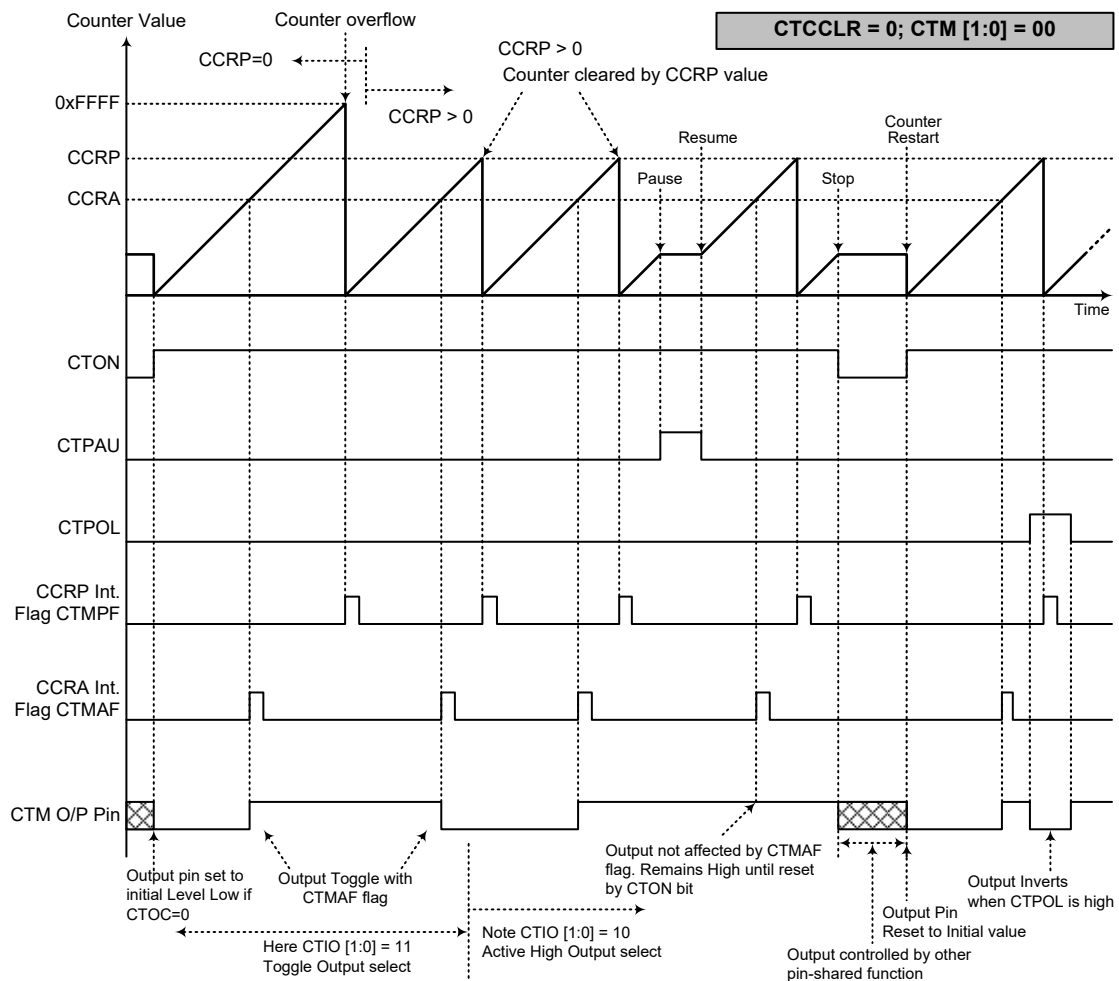 Counter Value
Counter overflow
CTCCLR = 0; CTM [1:0] = 00
CCRP=0
CCRP > 0
CCRP > 0
Counter cleared by CCRP value
0xFFFF
CCRP
CCRA
Pause
Resume
Stop
Counter
Restart
Time
CTON
CTPAU
CTPOL
CCRP Int.
Flag CTMPF
CCRA Int.
Flag CTMAF
CTM O/P Pin
Output pin set to
initial Level Low if
CTOC=0
Output Toggle with
CTMAF flag
Here CTIO [1:0] = 11
Toggle Output select
Note CTIO [1:0] = 10
Active High Output select
Output not affected by CTMAF
flag. Remains High until reset
by CTON bit
Output controlled by other
pin-shared function
Output Pin
Reset to Initial value
Output Inverts
when CTPOL is high